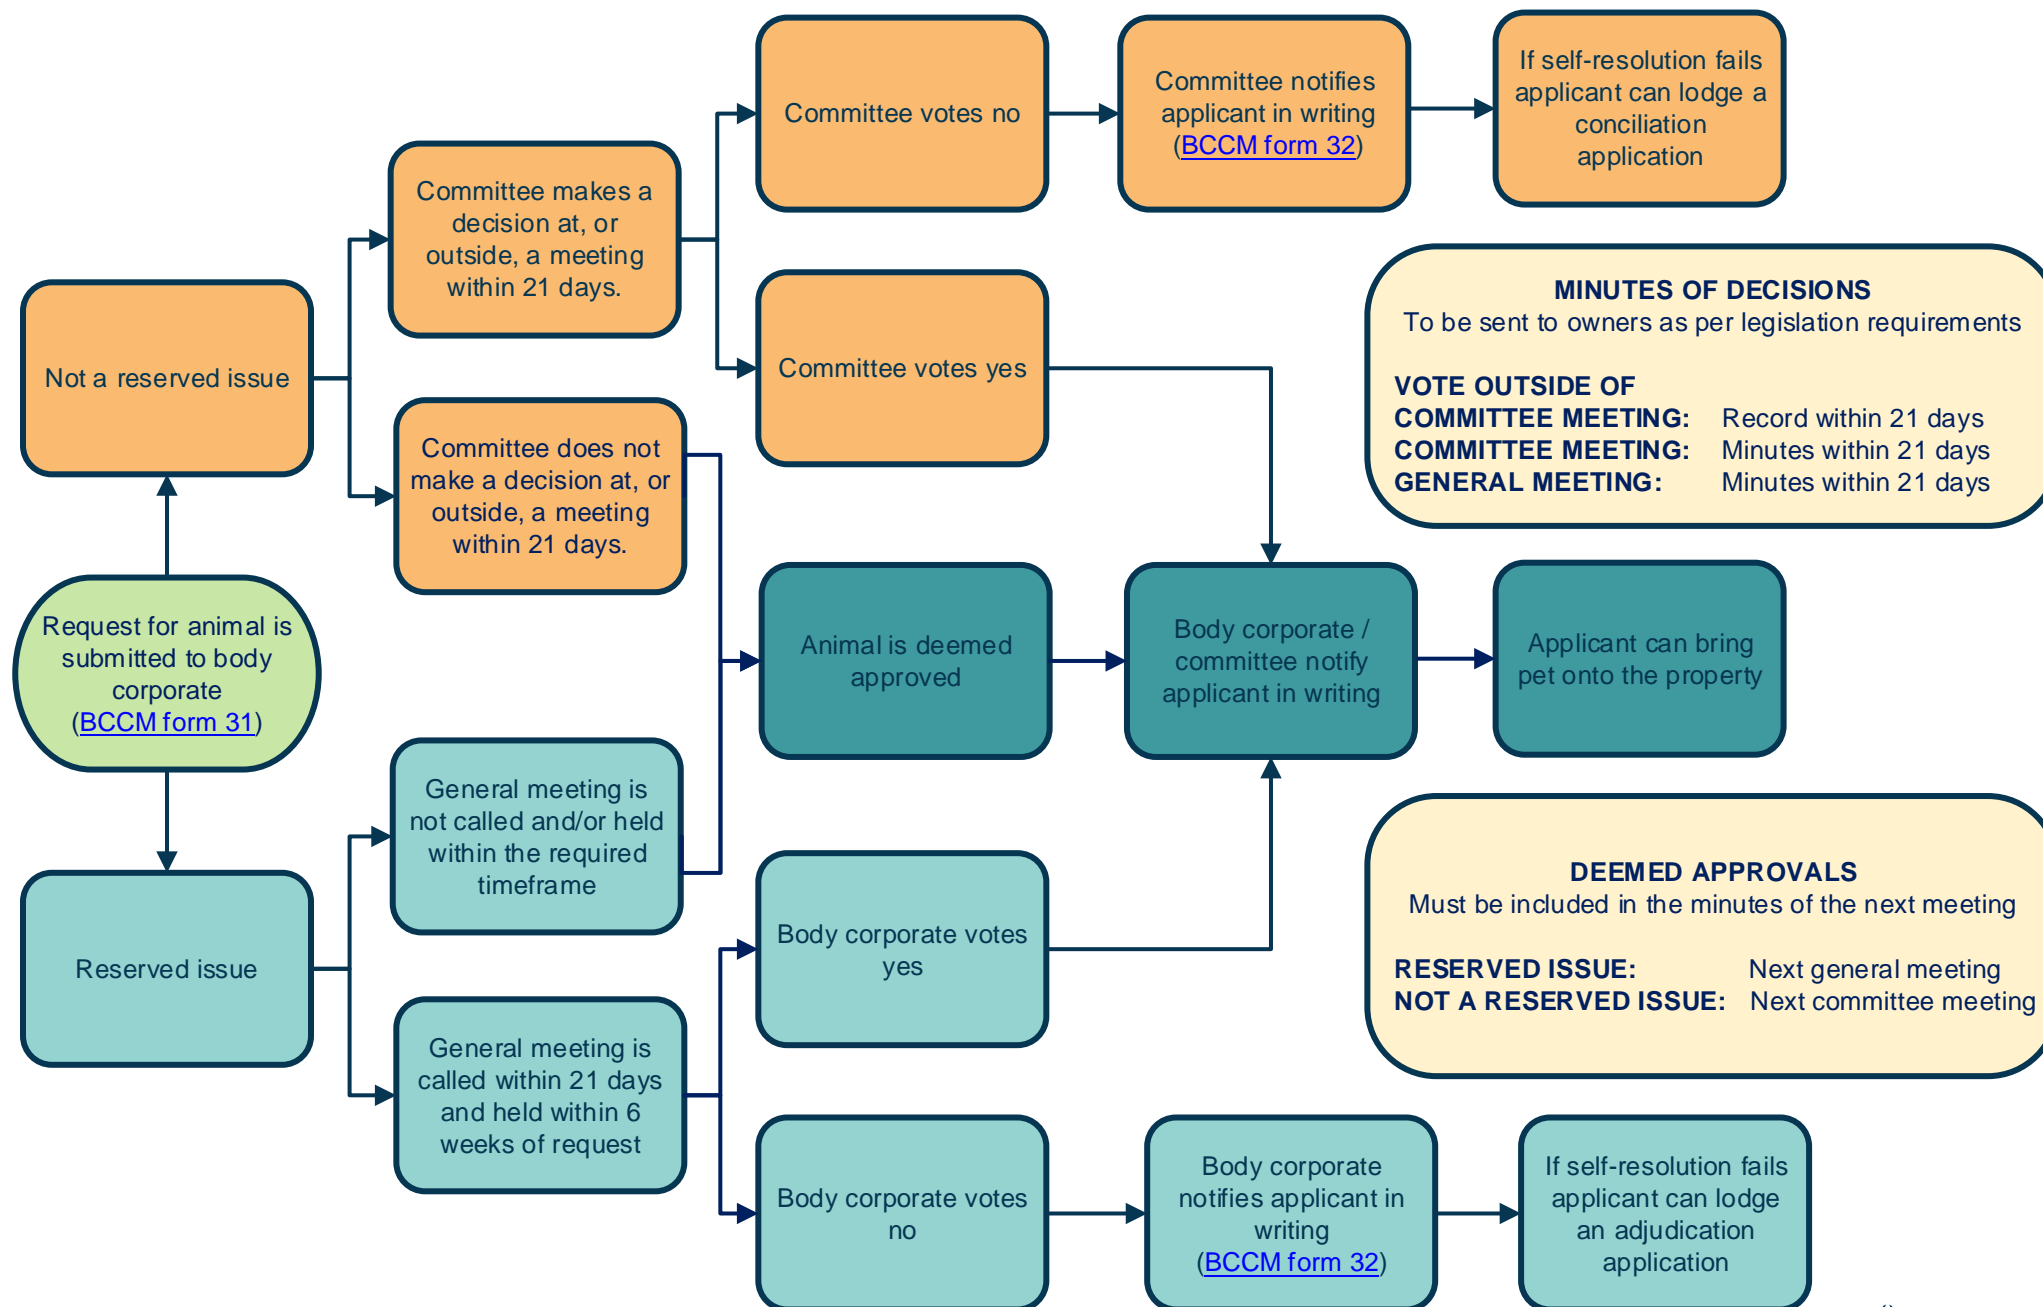 Committee votes no
Committee notifies
applicant in writing
(BCCM form 32)
If self-resolution fails
applicant can lodge a
conciliation
application
Committee makes a
decision at, or
outside, a meeting
within 21 days.
Not a reserved issue
Committee votes yes
Committee does not
make a decision at, or
outside, a meeting
within 21 days.
MINUTES OF DECISIONS
To be sent to owners as per legislation requirements
VOTE OUTSIDE OF
COMMITTEE MEETING: Record within 21 days
COMMITTEE MEETING: Minutes within 21 days
GENERAL MEETING: Minutes within 21 days
Request for animal is
submitted to body
corporate
(BCCM form 31)
Animal is deemed
approved
Body corporate /
committee notify
applicant in writing
Applicant can bring
pet onto the property
General meeting is
not called and/or held
within the required
timeframe
Reserved issue
Body corporate votes
yes
DEEMED APPROVALS
Must be included in the minutes of the next meeting
RESERVED ISSUE: Next general meeting
NOT A RESERVED ISSUE: Next committee meeting
General meeting is
called within 21 days
and held within 6
weeks of request
Body corporate votes
no
Body corporate
notifies applicant in
writing
(BCCM form 32)
If self-resolution fails
applicant can lodge
an adjudication
application